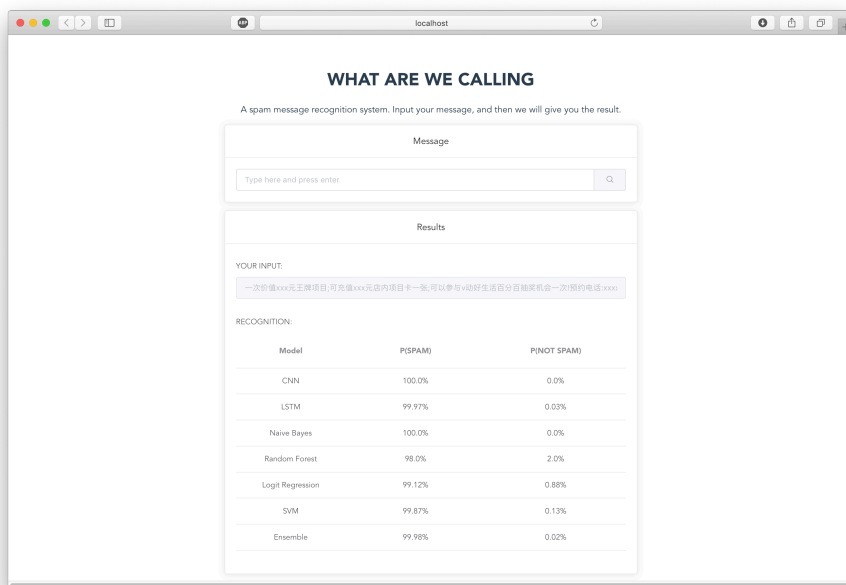 ABP
localhost
WHAT ARE WE CALLING
A spam message recognition system. Input your message, and then we will give you the result.
Message
Type here and press enter
Results
YOUR INPUT:
一次价值xxx元王牌项目;可充值xxx元店内项目卡一张;可以参与v动好生活百分百抽奖机会一次!预约电话:xxx
RECOGNITION:
Model P(SPAM) P(NOT SPAM)
CNN 100.0% 0.0%
LSTM 99.97% 0.03%
Naive Bayes 100.0% 0.0%
Random Forest 98.0% 2.0%
Logit Regression 99.12% 0.88%
SVM 99.87% 0.13%
Ensemble 99.98% 0.02%